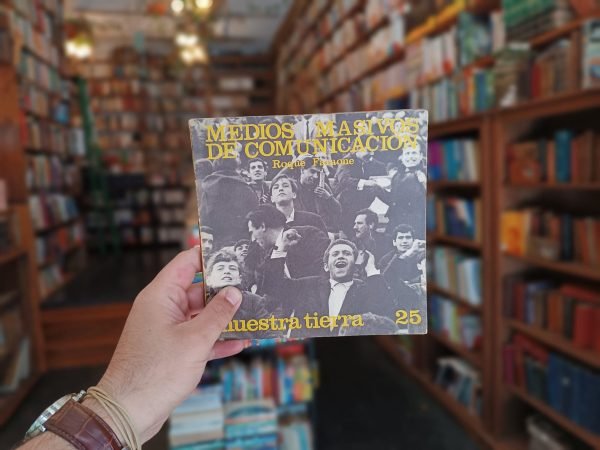 MEDIOS MASIVOS
DE COMUNICACION
Roque Faraone
nuestra tierra 25